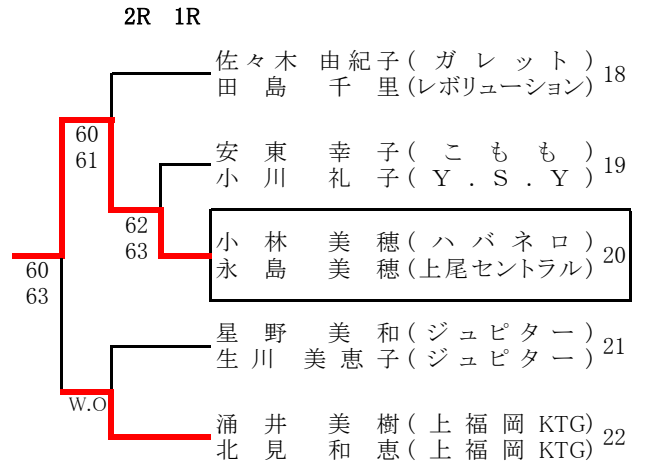 2R 1R
佐々木 由紀子(ガレット)
田島 千里(レボリューション)
18
60
61
安東 幸子(こもも)
小川 礼子(Y.S.Y)
19
62
63
小林 美穂(ハバネロ)
永島 美穂(上尾セントラル)
20
60
63
星野 美和(ジュピター)
生川 美恵子(ジュピター)
21
W.O
涌井 美樹(上福岡KTG)
北見 和恵(上福岡KTG)
22